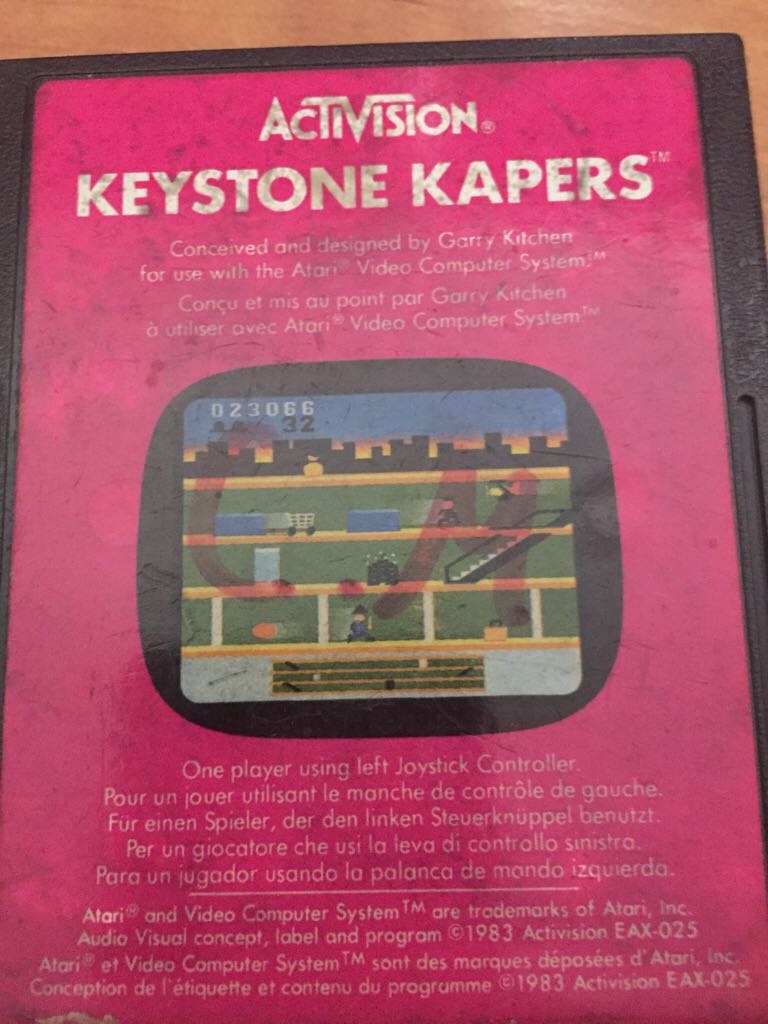 ACTIVISION®
KEYSTONE KAPERS™
Conceived and designed by Garry Kitchen
for use with the Atari® Video Computer System.™
Conçu et mis au point par Garry Kitchen
à utiliser avec Atari® Video Computer System.™
023066
32
L.M
One player using left Joystick Controller.
Pour un jouer utilisant le manche de contrôle de gauche.
Für einen Spieler, der den linken Steuerknüppel benutzt.
Per un giocatore che usi la leva di controllo sinistra.
Para un jugador usando la palanca de mando izquierda.
Atari® and Video Computer System™ are trademarks of Atari, Inc.
Audio Visual concept, label and program ©1983 Activision EAX-025
Atari® et Video Computer System™ sont des marques déposées d'Atari, Inc.
Conception de l'étiquette et contenu du programme ©1983 Activision EAX-025